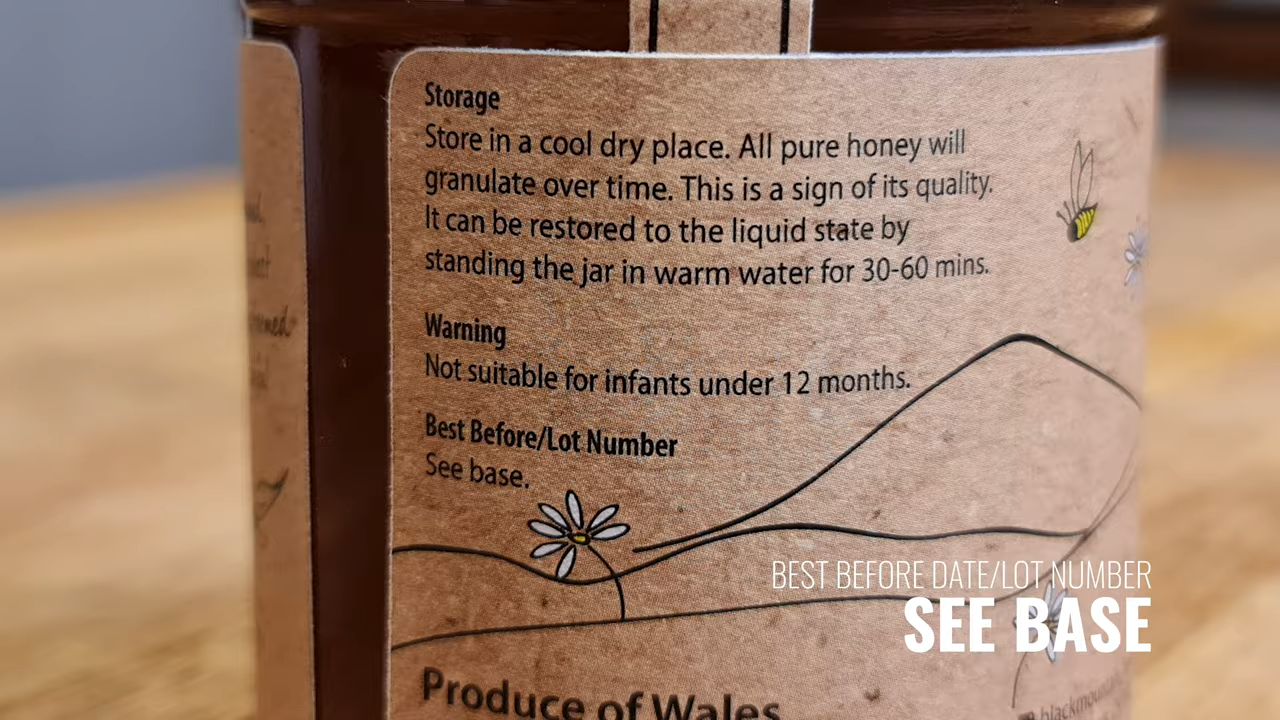 Storage
Store in a cool dry place. All pure honey will
granulate over time. This is a sign of its quality.
It can be restored to the liquid state by
standing the jar in warm water for 30-60 mins.
Warning
Not suitable for infants under 12 months.
Best Before/Lot Number
See base.
BEST BEFORE DATE/LOT NUMBER
SEE BASE
Produce of Wales